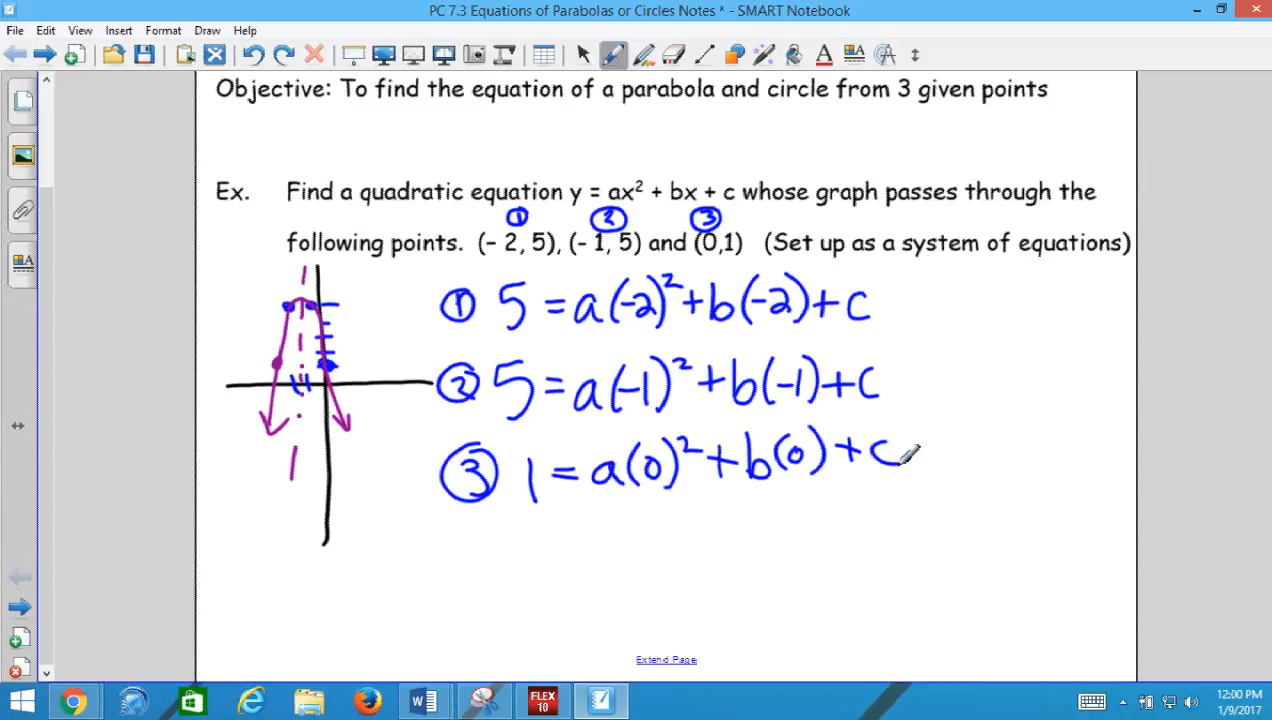 PC 7.3 Equations of Parabolas or Circles Notes * - SMART Notebook
File Edit View Insert Format Draw Help
Objective: To find the equation of a parabola and circle from 3 given points
Ex. Find a quadratic equation y = ax² + bx + c whose graph passes through the
① ② ③
following points. (- 2, 5), (- 1, 5) and (0,1) (Set up as a system of equations)
① 5 = a(-2)² + b(-2) + c
② 5 = a(-1)² + b(-1) + c
③ 1 = a(0)² + b(0) + c
Extend Page
FLEX
10
12:00 PM
1/9/2017